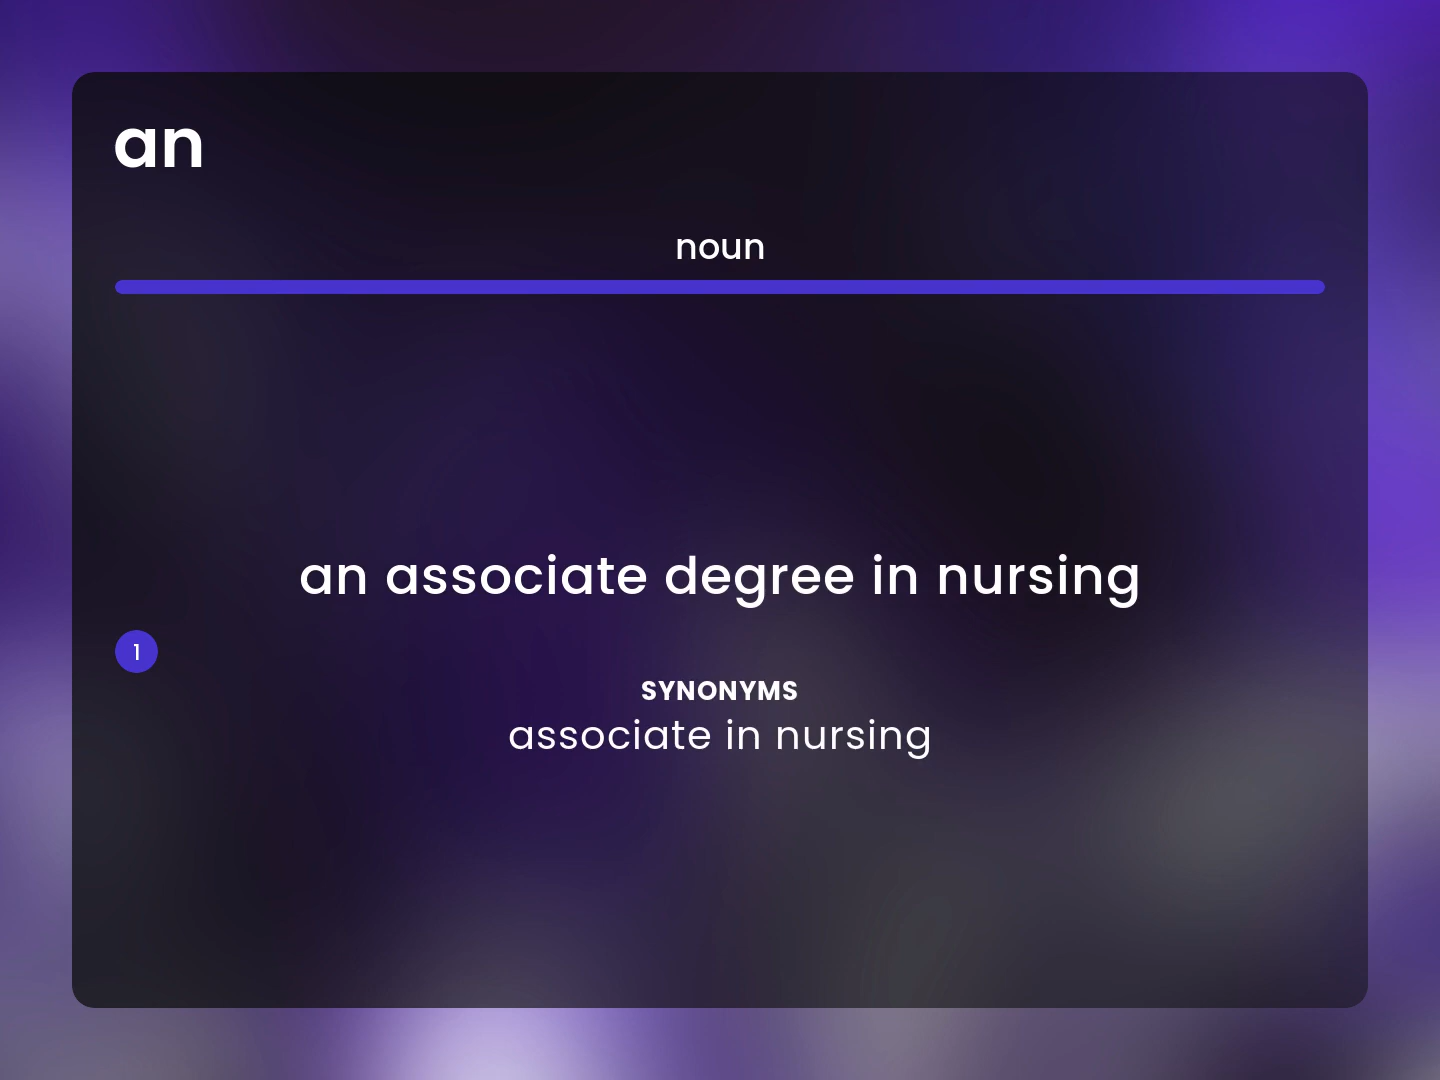 an
noun
an associate degree in nursing
1
SYNONYMS
associate in nursing